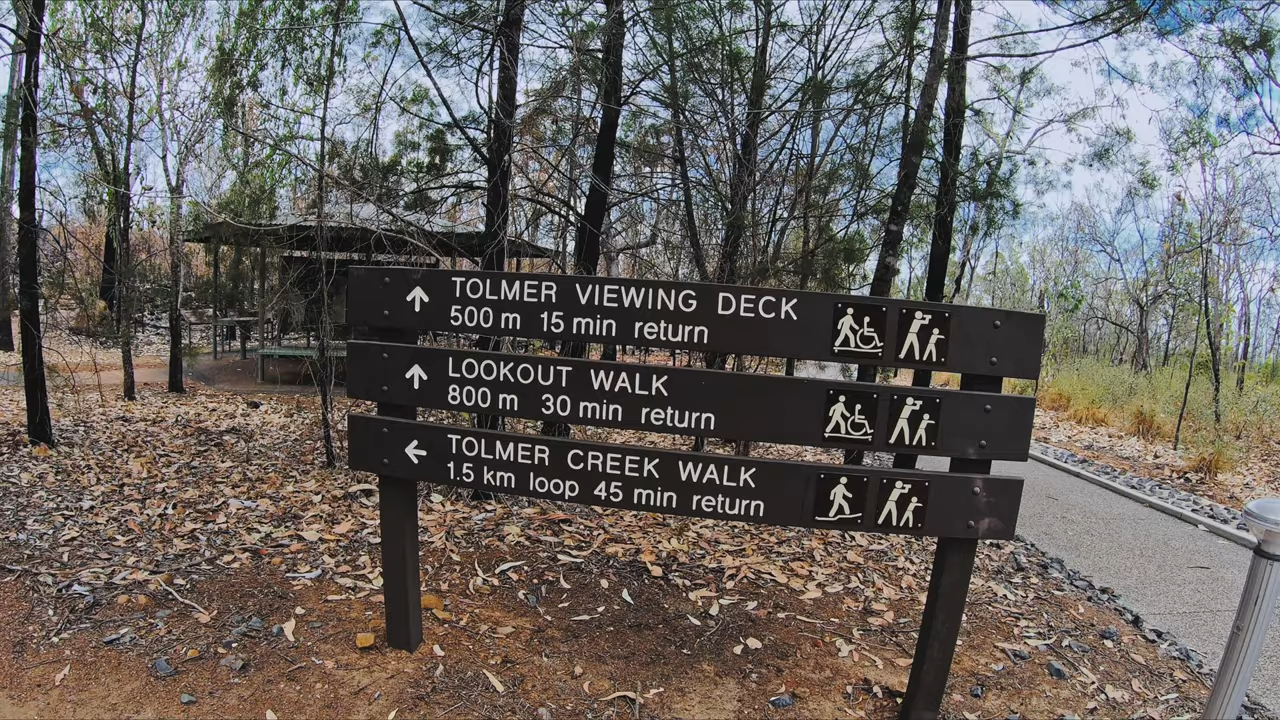 TOLMER VIEWING DECK
500 m 15 min return
LOOKOUT WALK
800 m 30 min return
TOLMER CREEK WALK
1.5 km loop 45 min return